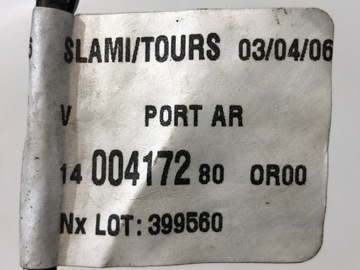 SLAMI/TOURS 03/04/06
V PORT AR
14 004172 80 OR00
Nx LOT: 399560